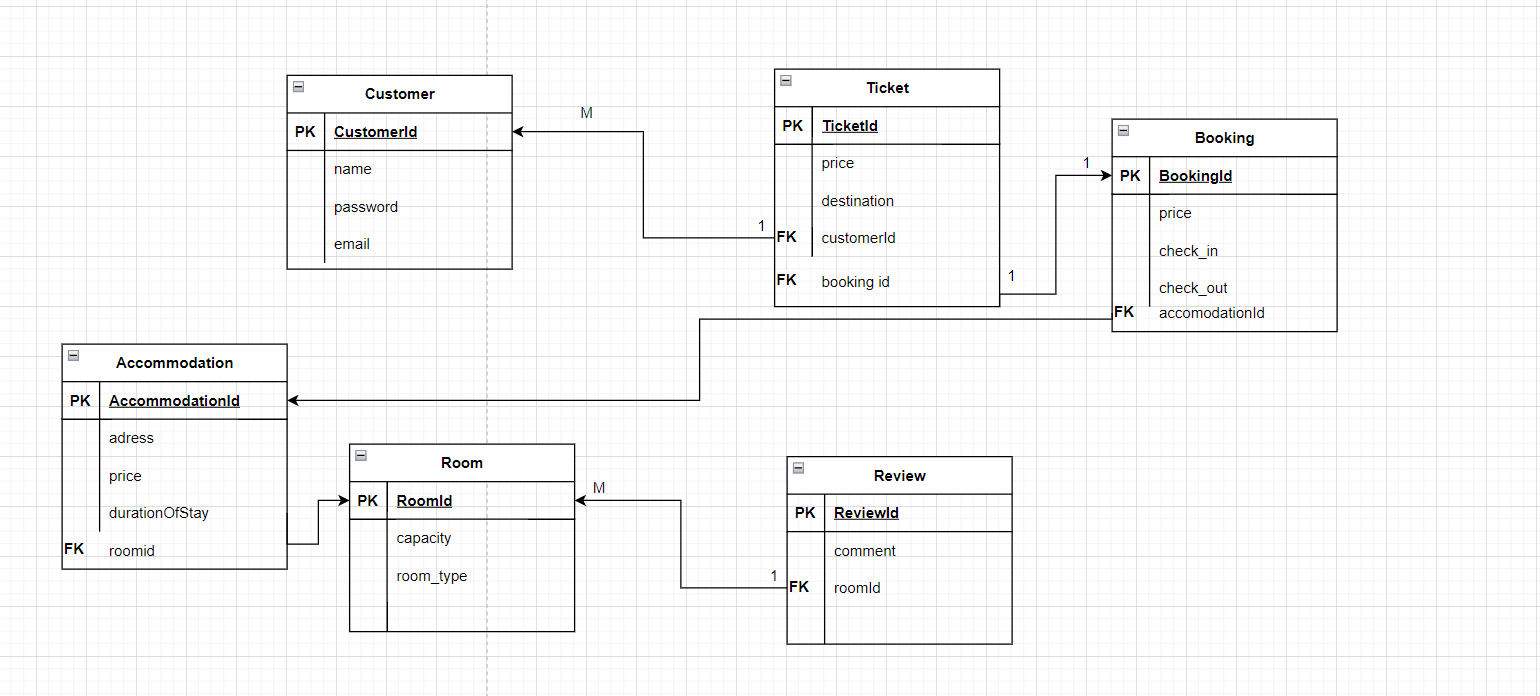 Customer
PK CustomerId
name
password
email
M
1
Ticket
PK TicketId
price
destination
FK customerId
FK booking id
1
1
Booking
PK BookingId
price
check_in
check_out
FK accomodationId
Accommodation
PK AccommodationId
adress
price
durationOfStay
FK roomid
Room
PK RoomId
capacity
room_type
M
1
Review
PK ReviewId
comment
FK roomId